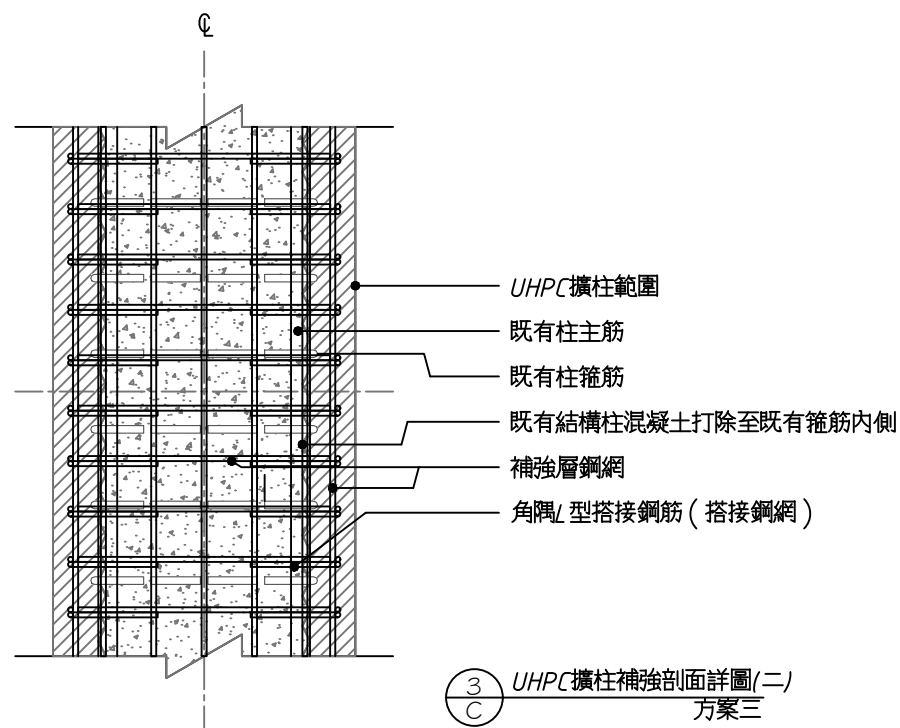 ℄
UHPC擴柱範圍
既有柱主筋
既有柱箍筋
既有結構柱混凝土打除至既有箍筋內側
補強層鋼網
角隅L型搭接鋼筋(搭接鋼網)
3
C
UHPC擴柱補強剖面詳圖(二)
方案三